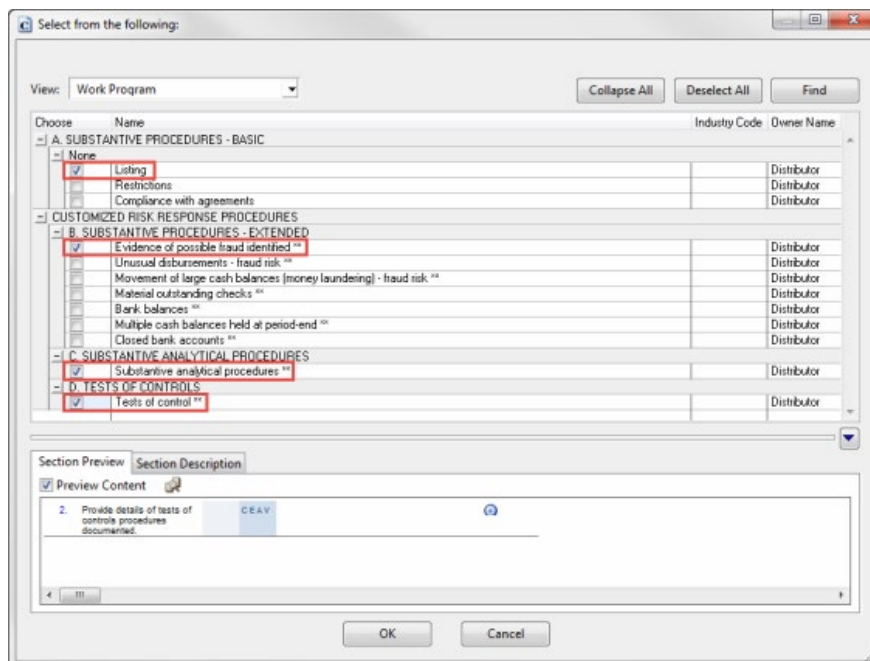 Select from the following:
View: Work Program Collapse All Deselect All Find
Choose Name Industry Code Owner Name
A. SUBSTANTIVE PROCEDURES - BASIC
None
Listing Distributor
Restrictions Distributor
Compliance with agreements Distributor
CUSTOMIZED RISK RESPONSE PROCEDURES
B. SUBSTANTIVE PROCEDURES - EXTENDED
Evidence of possible fraud identified ** Distributor
Unusual disbursements - fraud risk ** Distributor
Movement of large cash balances (money laundering) - fraud risk ** Distributor
Material outstanding checks ** Distributor
Bank balances ** Distributor
Multiple cash balances held at period-end ** Distributor
Closed bank accounts ** Distributor
C. SUBSTANTIVE ANALYTICAL PROCEDURES
Substantive analytical procedures ** Distributor
D. TESTS OF CONTROLS
Tests of control ** Distributor
Section Preview Section Description
Preview Content
2. Provide details of tests of CEAV
controls procedures
documented.
OK Cancel